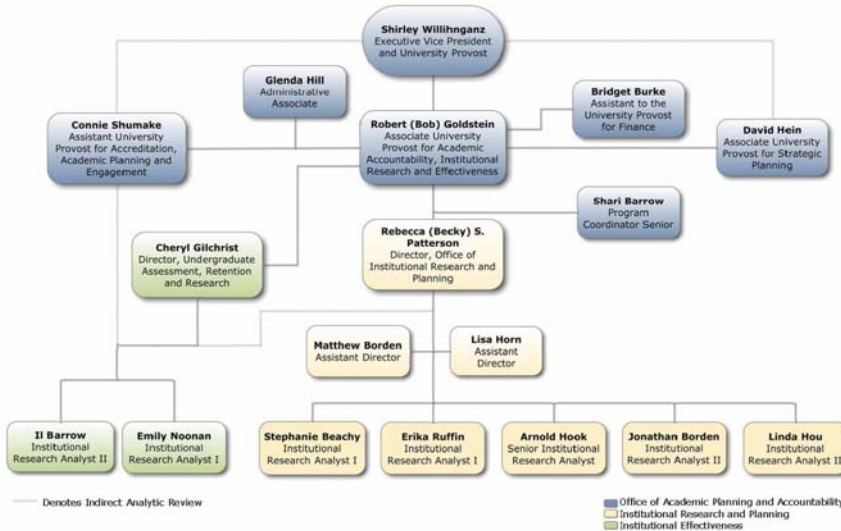 Shirley Willihnganz
Executive Vice President
and University Provost
Glenda Hill
Administrative
Associate
Bridget Burke
Assistant to the
University Provost
for Finance
Connie Shumake
Assistant University
Provost for Accreditation,
Academic Planning and
Engagement
Robert (Bob) Goldstein
Associate University
Provost for Academic
Accountability, Institutional
Research and Effectiveness
David Hein
Associate University
Provost for Strategic
Planning
Shari Barrow
Program
Coordinator Senior
Cheryl Gilchrist
Director, Undergraduate
Assessment, Retention
and Research
Rebecca (Becky) S.
Patterson
Director, Office of
Institutional Research and
Planning
Matthew Borden
Assistant Director
Lisa Horn
Assistant
Director
Il Barrow
Institutional
Research Analyst II
Emily Noonan
Institutional
Research Analyst I
Stephanie Beachy
Institutional
Research Analyst I
Erika Ruffin
Institutional
Research Analyst I
Arnold Hook
Senior Institutional
Research Analyst
Jonathan Borden
Institutional
Research Analyst II
Linda Hou
Institutional
Research Analyst II
Denotes Indirect Analytic Review
Office of Academic Planning and Accountability
Institutional Research and Planning
Institutional Effectiveness